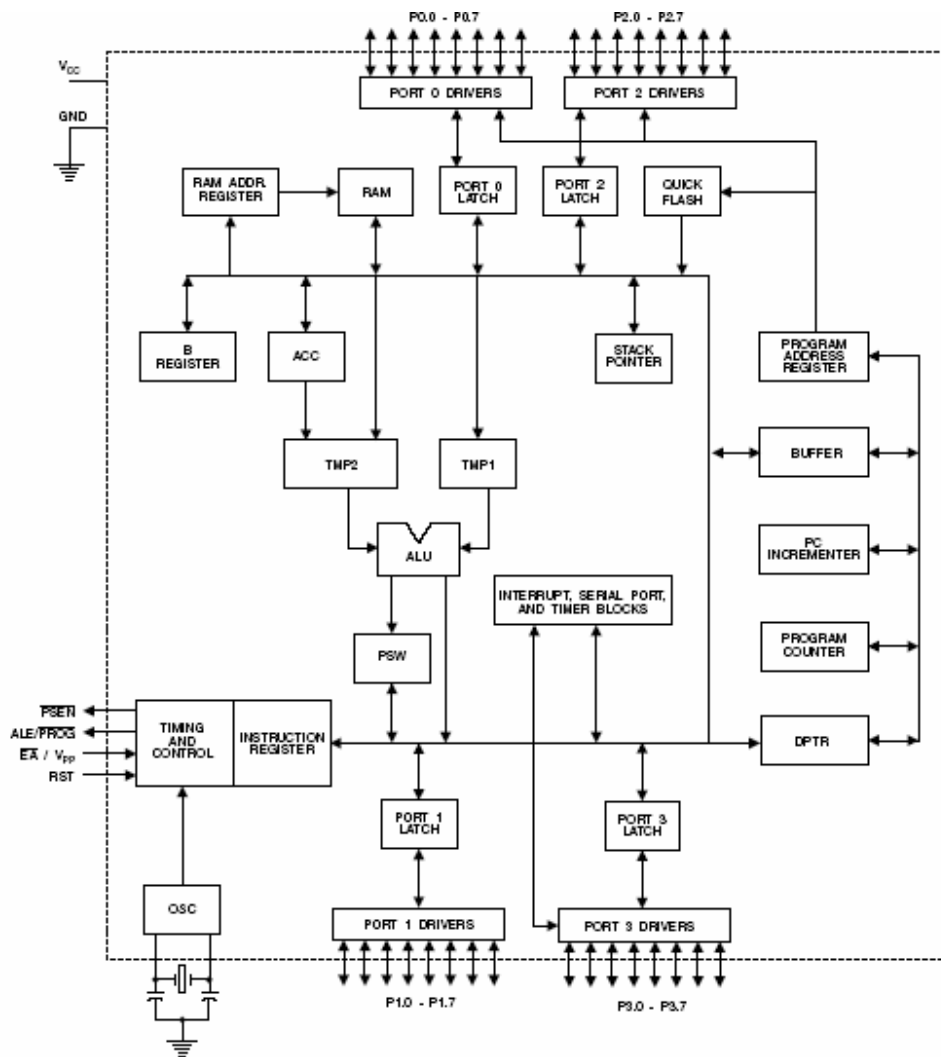 P0.0 - P0.7
P2.0 - P2.7
VCC
PORT 0 DRIVERS
PORT 2 DRIVERS
GND
RAM ADDR.
REGISTER
RAM
PORT 0
LATCH
PORT 2
LATCH
QUICK
FLASH
B
REGISTER
ACC
STACK
POINTER
PROGRAM
ADDRESS
REGISTER
TMP2
TMP1
BUFFER
ALU
PC
INCREMENTER
INTERRUPT, SERIAL PORT,
AND TIMER BLOCKS
PSW
PROGRAM
COUNTER
PSEN
ALE/PROG
EA / VPP
RST
TIMING
AND
CONTROL
INSTRUCTION
REGISTER
DPTR
PORT 1
LATCH
PORT 3
LATCH
OSC
PORT 1 DRIVERS
PORT 3 DRIVERS
P1.0 - P1.7
P3.0 - P3.7